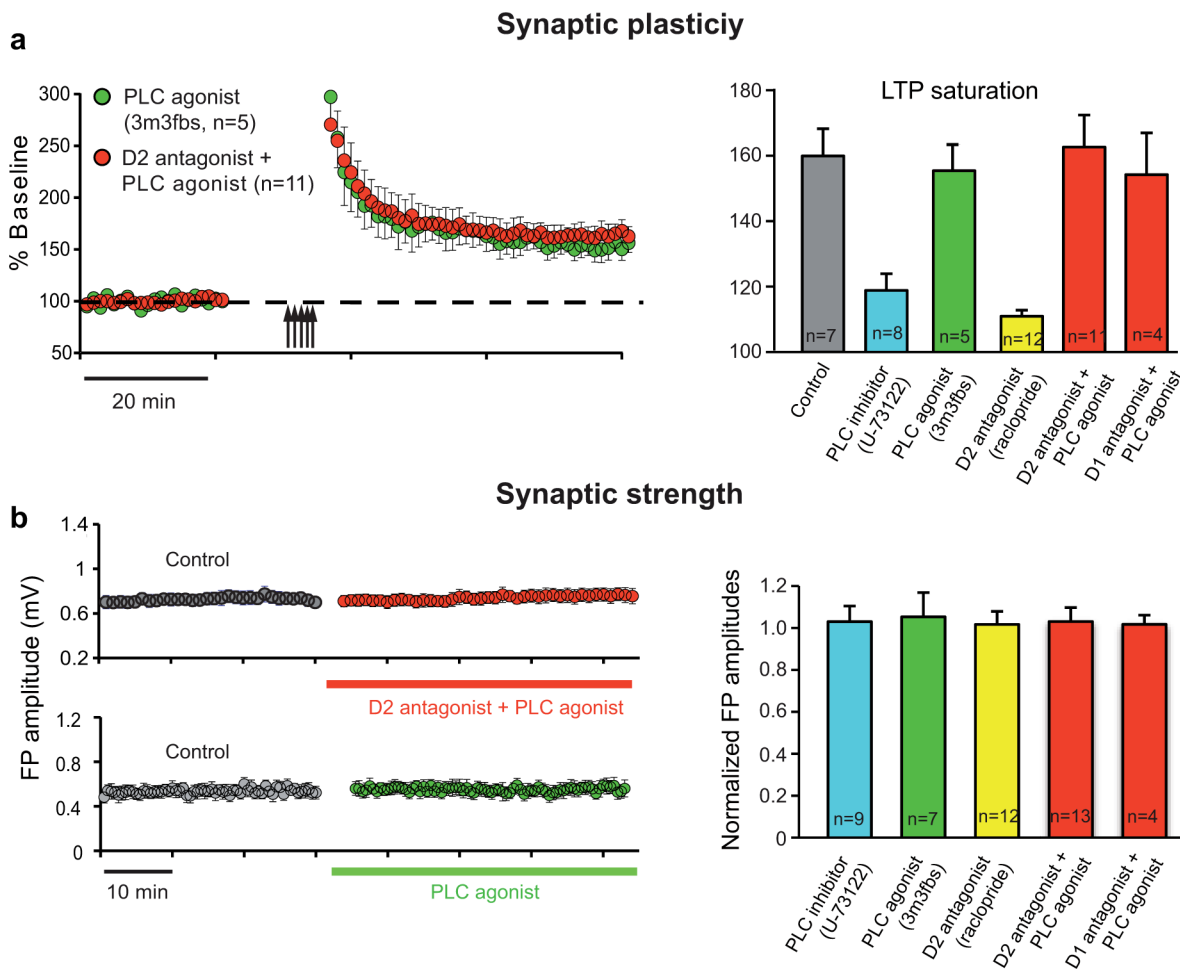 Synaptic plasticiy
a
% Baseline
300
250
200
150
100
50
PLC agonist
(3m3fbs, n=5)
D2 antagonist +
PLC agonist (n=11)
20 min
LTP saturation
180
160
140
120
100
n=7
n=8
n=5
n=12
n=11
n=4
Control
PLC inhibitor
(U-73122)
PLC agonist
(3m3fbs)
D2 antagonist
(raclopride)
D2 antagonist +
PLC agonist
D1 antagonist +
PLC agonist
Synaptic strength
b
FP amplitude (mV)
1.4
1
0.6
0.2
Control
D2 antagonist + PLC agonist
1.2
0.8
0.4
0
Control
10 min
PLC agonist
Normalized FP amplitudes
1.2
1.0
0.8
0.6
0.4
0.2
0
n=9
n=7
n=12
n=13
n=4
PLC inhibitor
(U-73122)
PLC agonist
(3m3fbs)
D2 antagonist
(raclopride)
D2 antagonist +
PLC agonist
D1 antagonist +
PLC agonist